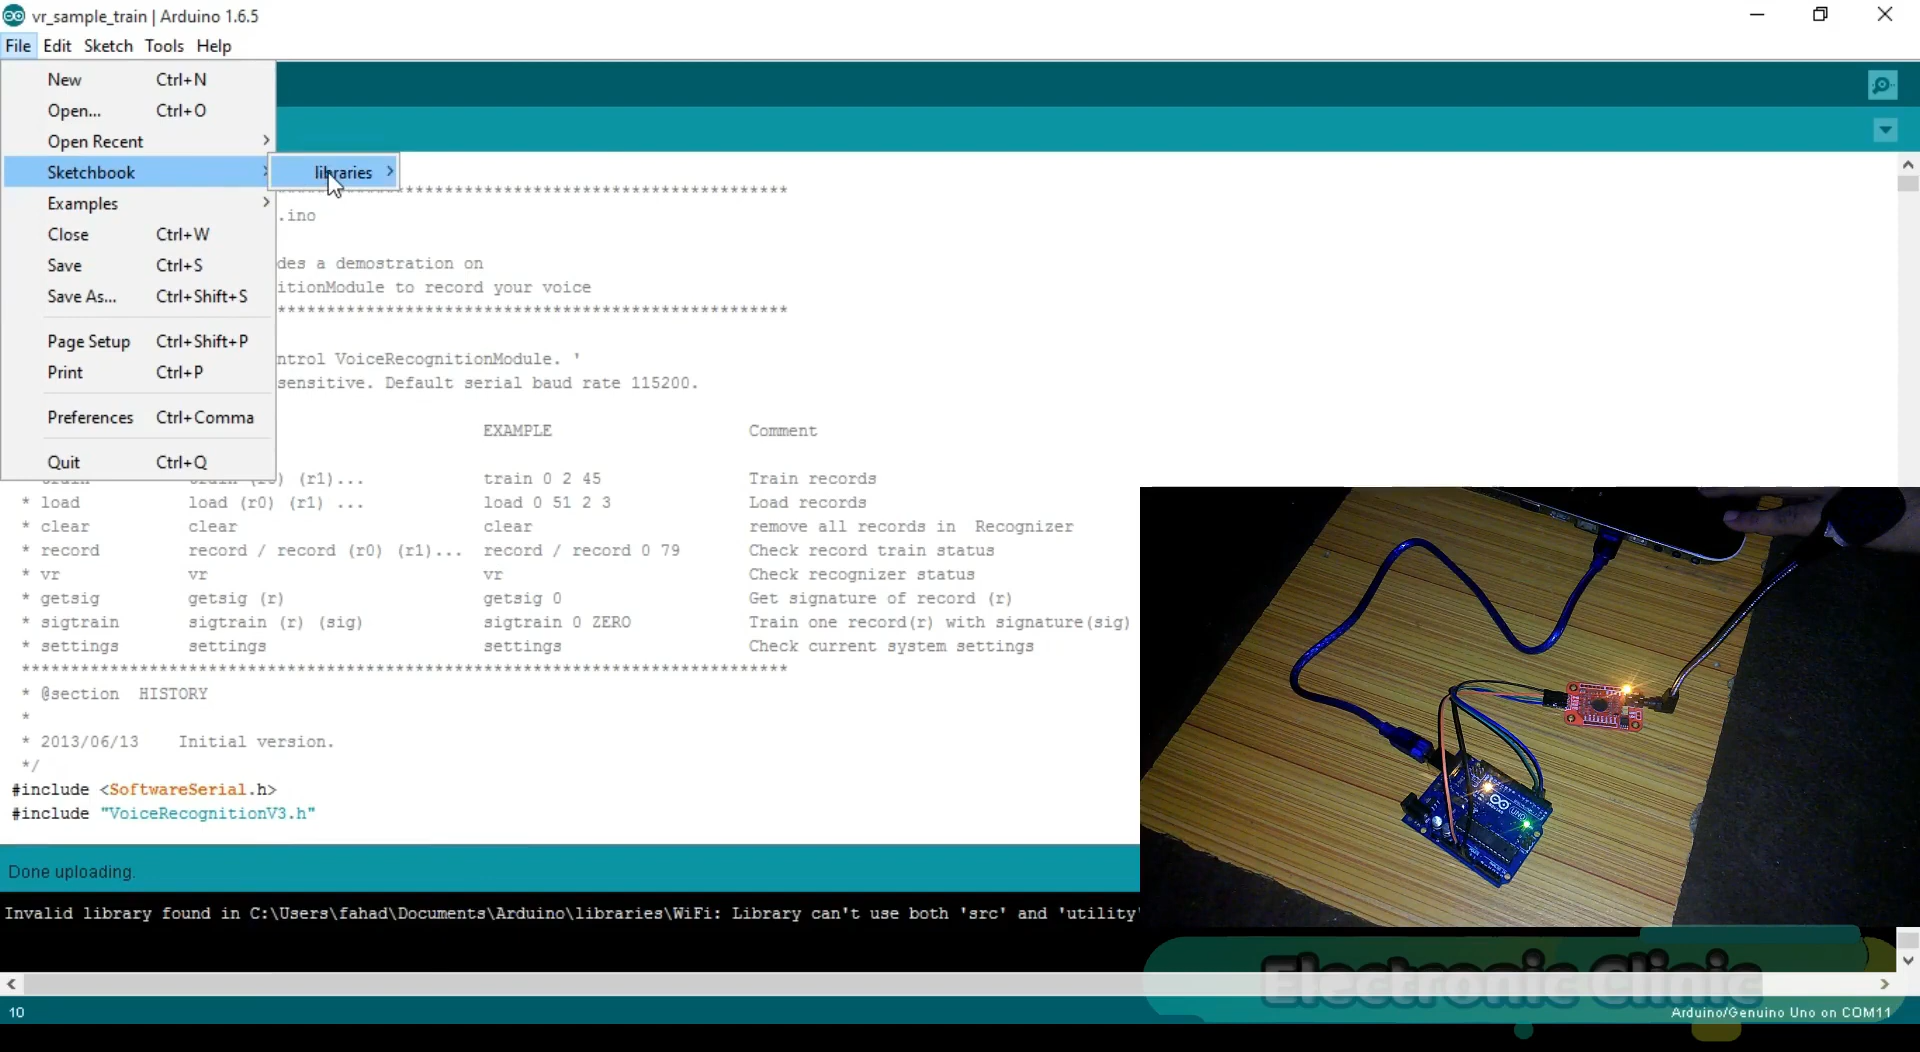 vr_sample_train | Arduino 1.6.5
File Edit Sketch Tools Help
New Ctrl+N
Open... Ctrl+O
Open Recent
Sketchbook
libraries
Examples
Close Ctrl+W
Save Ctrl+S
Save As... Ctrl+Shift+S
Page Setup Ctrl+Shift+P
Print Ctrl+P
Preferences Ctrl+Comma
Quit Ctrl+Q
****************************************************
.ino
des a demostration on
itionModule to record your voice
****************************************************
ntrol VoiceRecognitionModule. '
sensitive. Default serial baud rate 115200.
EXAMPLE Comment
(r1)... train 0 2 45 Train records
* load load (r0) (r1) ... load 0 51 2 3 Load records
* clear clear clear remove all records in Recognizer
* record record / record (r0) (r1)... record / record 0 79 Check record train status
* vr vr vr Check recognizer status
* getsig getsig (r) getsig 0 Get signature of record (r)
* sigtrain sigtrain (r) (sig) sigtrain 0 ZERO Train one record(r) with signature(sig)
* settings settings settings Check current system settings
******************************************************************************
* @section HISTORY
*
* 2013/06/13 Initial version.
*/
#include <SoftwareSerial.h>
#include "VoiceRecognitionV3.h"
Done uploading.
Invalid library found in C:\Users\fahad\Documents\Arduino\libraries\WiFi: Library can't use both 'src' and 'utility'
UNO
Electronic Clinic
10
Arduino/Genuino Uno on COM11